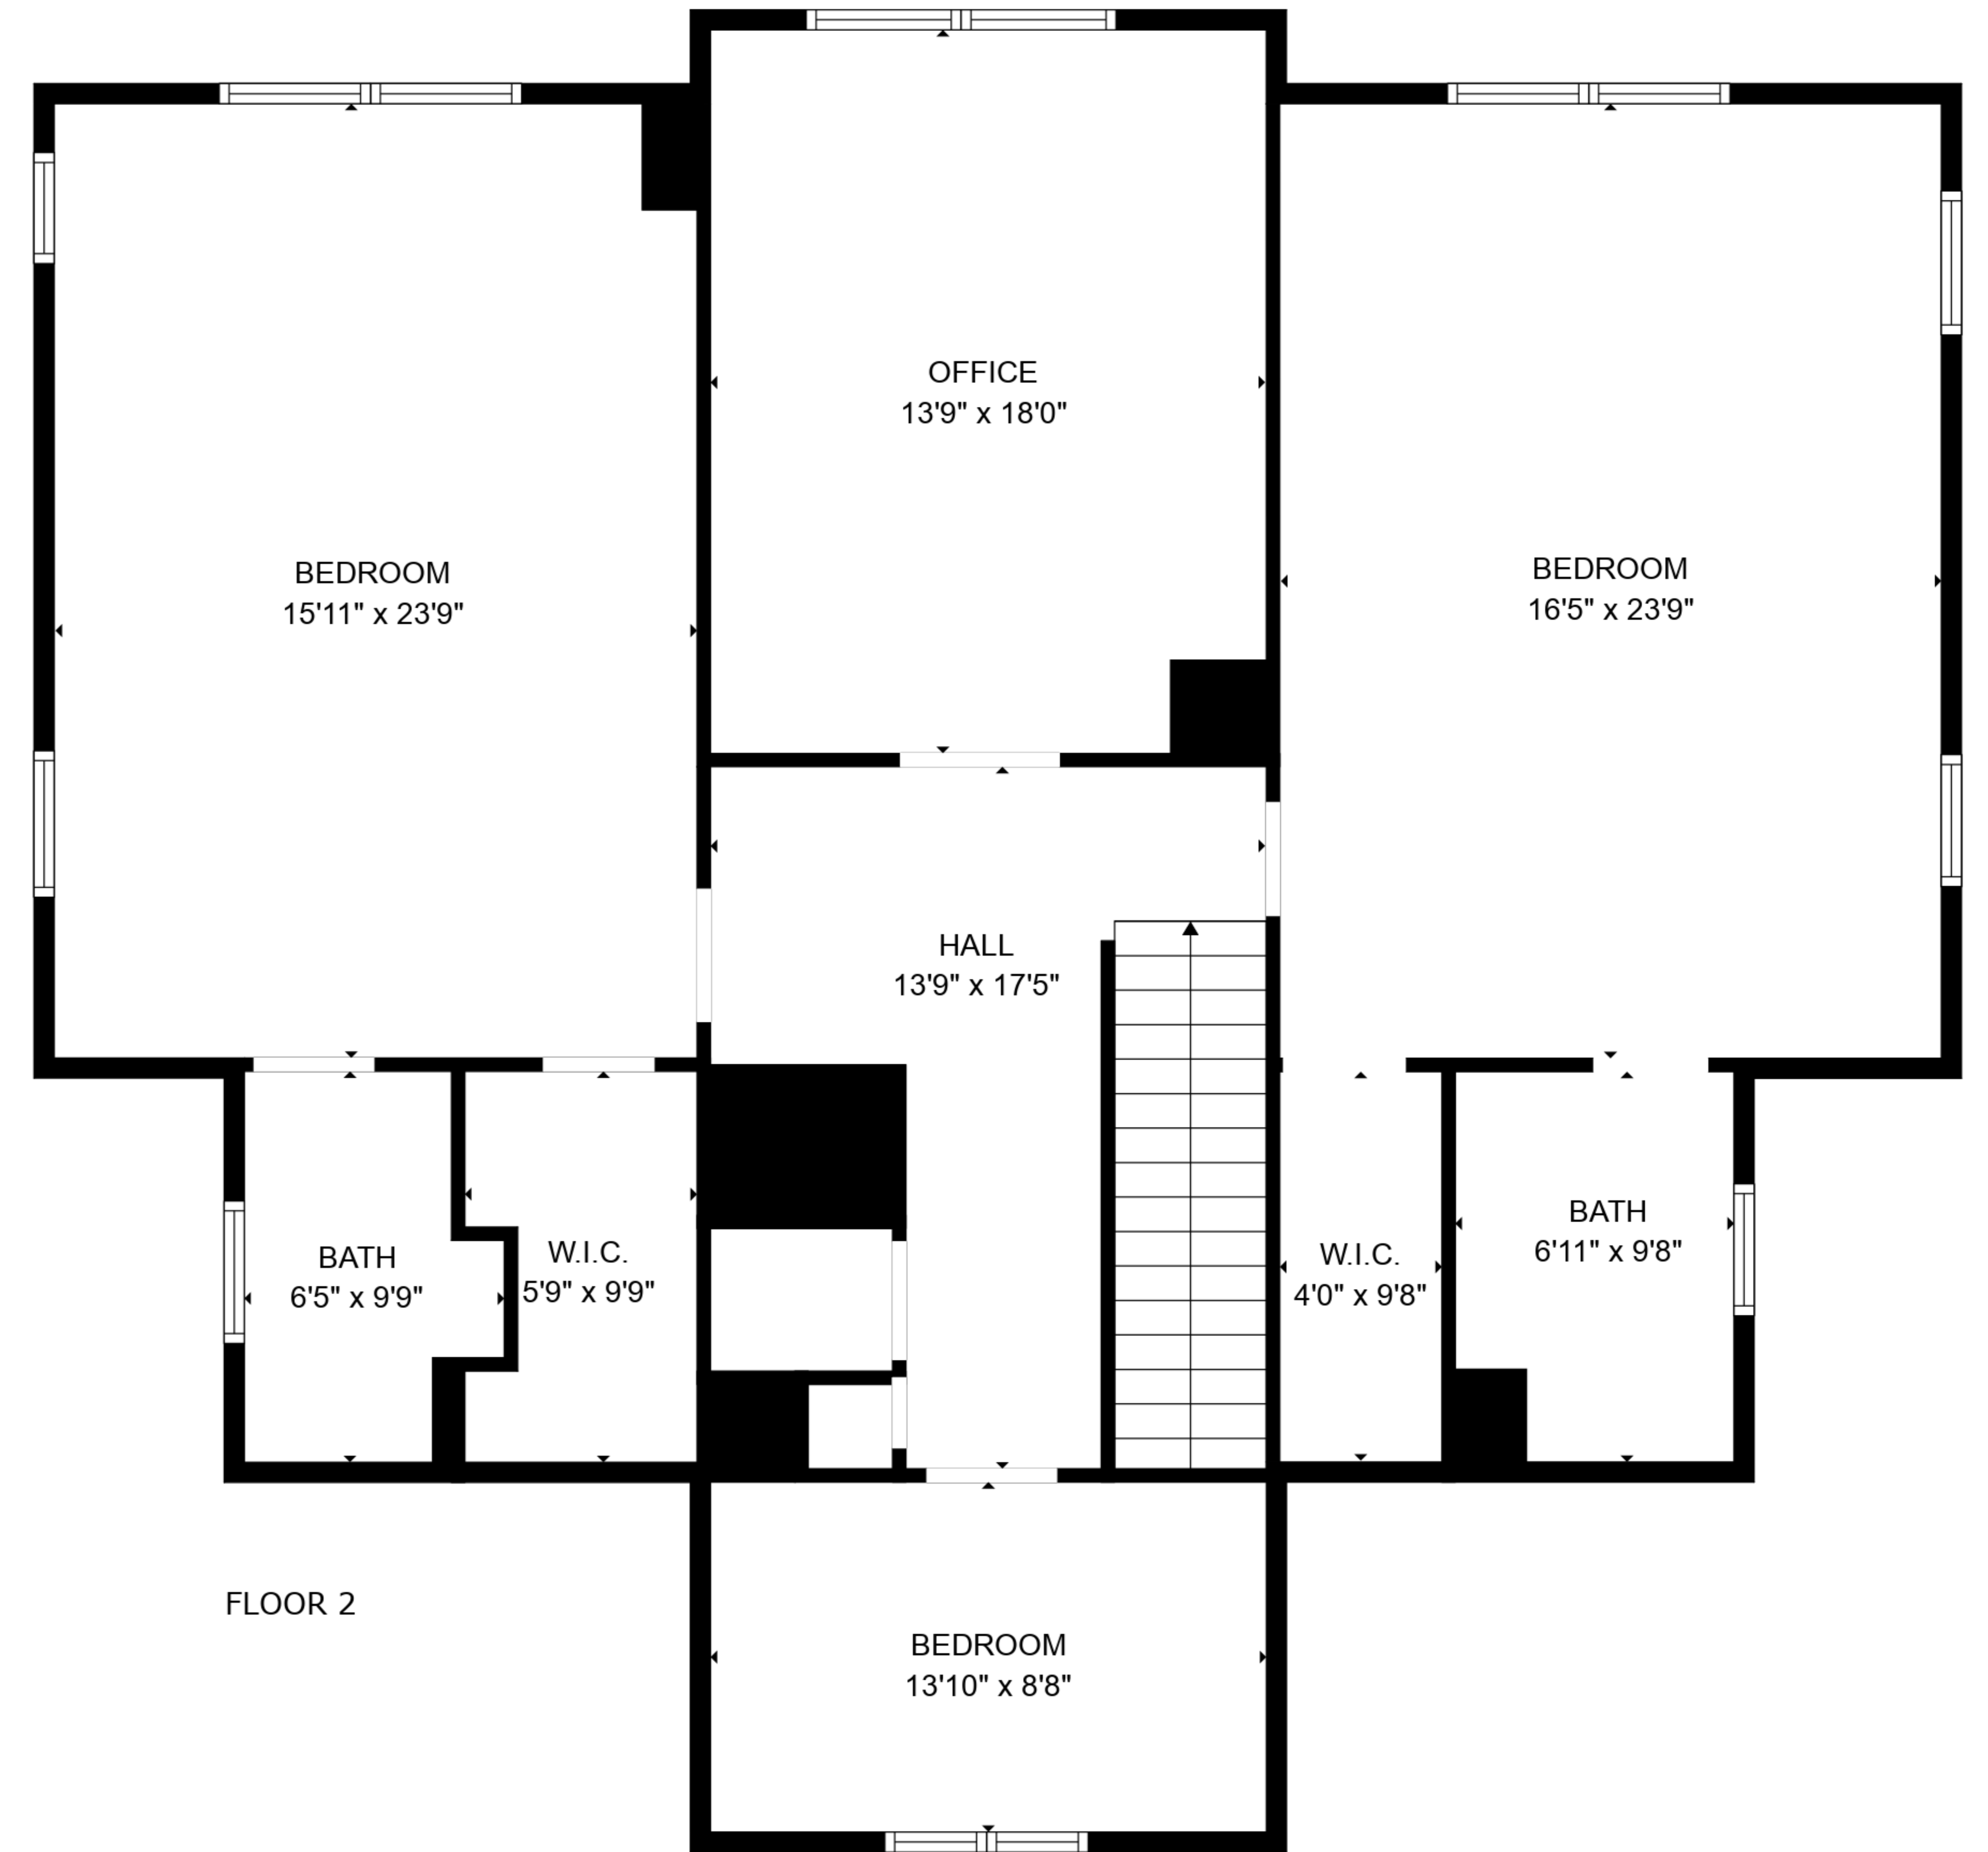 OFFICE
13'9" x 18'0"
BEDROOM
15'11" x 23'9"
BEDROOM
16'5" x 23'9"
HALL
13'9" x 17'5"
BATH
6'5" x 9'9"
W.I.C.
5'9" x 9'9"
W.I.C.
4'0" x 9'8"
BATH
6'11" x 9'8"
FLOOR 2
BEDROOM
13'10" x 8'8"